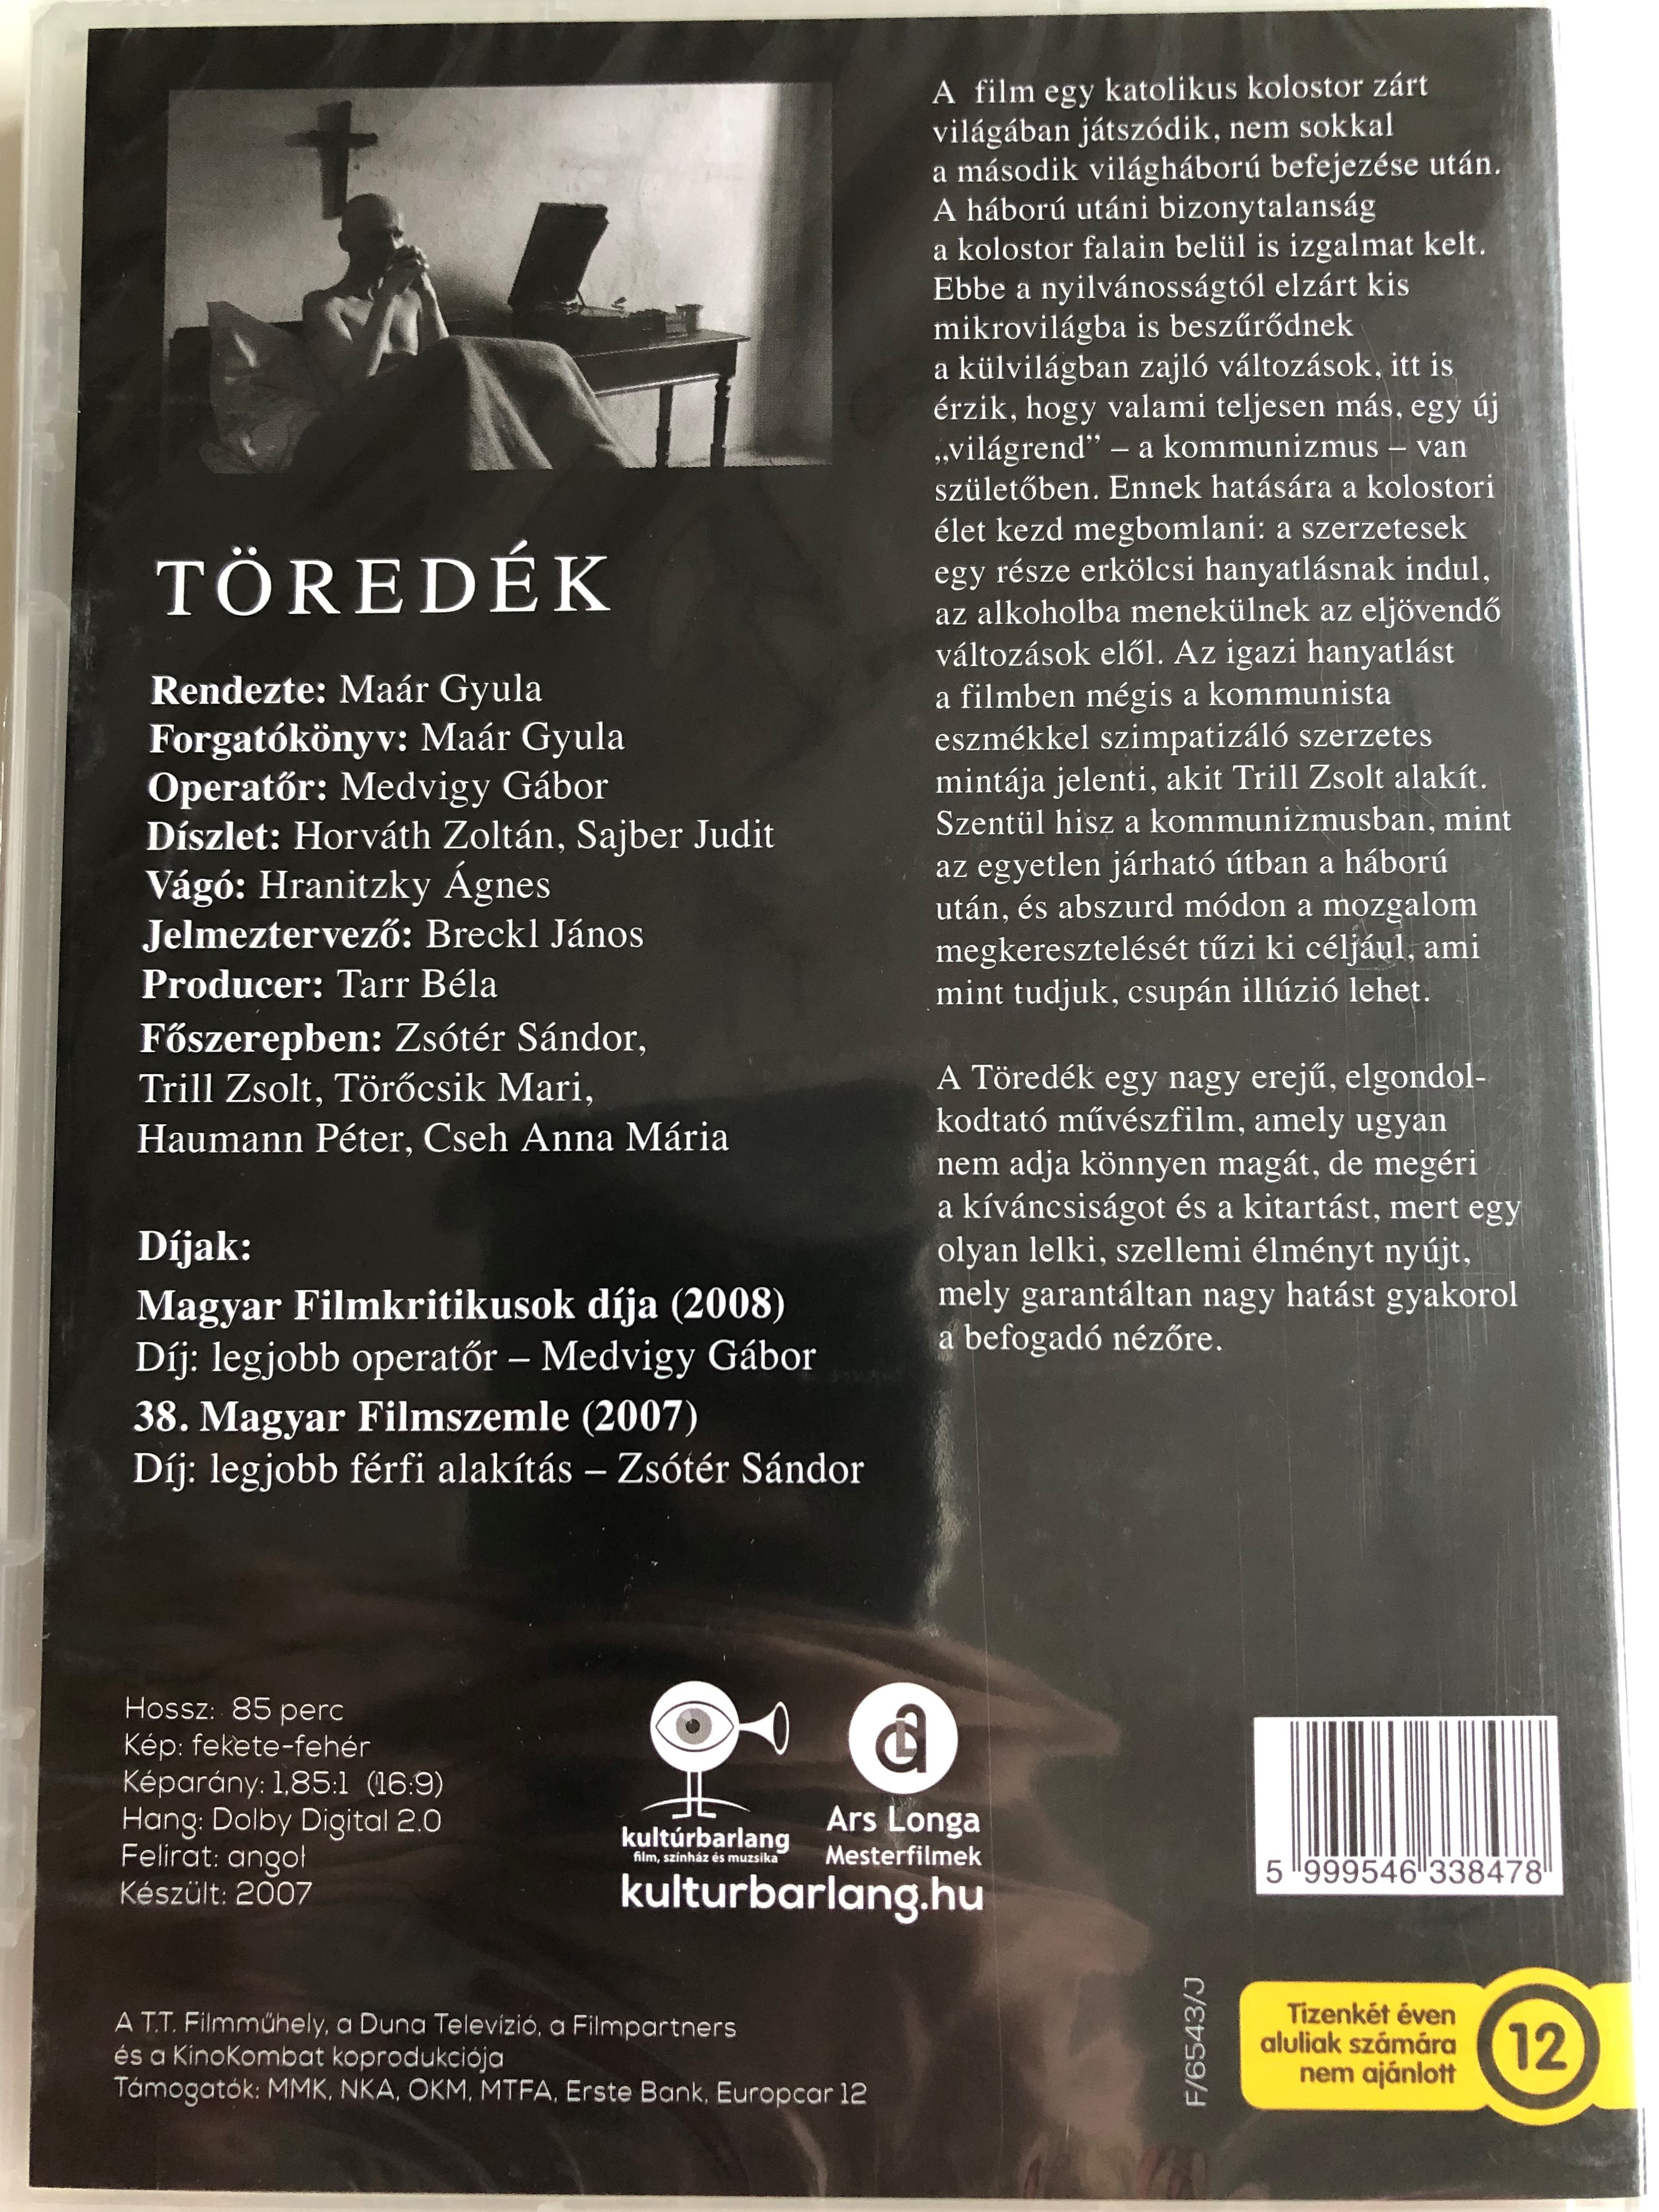 TÖREDÉK
Rendezte: Maár Gyula
Forgatókönyv: Maár Gyula
Operatőr: Medvigy Gábor
Díszlet: Horváth Zoltán, Sajber Judit
Vágó: Hranitzky Ágnes
Jelmeztervező: Breckl János
Producer: Tarr Béla
Főszerepben: Zsótér Sándor,
Trill Zsolt, Törőcsik Mari,
Haumann Péter, Cseh Anna Mária
Díjak:
Magyar Filmkritikusok díja (2008)
Díj: legjobb operatőr – Medvigy Gábor
38. Magyar Filmszemle (2007)
Díj: legjobb férfi alakítás – Zsótér Sándor
A film egy katolikus kolostor zárt
világában játszódik, nem sokkal
a második világháború befejezése után.
A háború utáni bizonytalanság
a kolostor falain belül is izgalmat kelt.
Ebbe a nyilvánosságtól elzárt kis
mikrovilágba is beszűrődnek
a külvilágban zajló változások, itt is
érzik, hogy valami teljesen más, egy új
„világrend” – a kommunizmus – van
születőben. Ennek hatására a kolostori
élet kezd megbomlani: a szerzetesek
egy része erkölcsi hanyatlásnak indul,
az alkoholba menekülnek az eljövendő
változások elől. Az igazi hanyatlást
a filmben mégis a kommunista
eszmékkel szimpatizáló szerzetes
mintája jelenti, akit Trill Zsolt alakít.
Szentül hisz a kommunizmusban, mint
az egyetlen járható útban a háború
után, és abszurd módon a mozgalom
megkeresztelését tűzi ki céljául, ami
mint tudjuk, csupán illúzió lehet.
A Töredék egy nagy erejű, elgondol-
kodtató művészfilm, amely ugyan
nem adja könnyen magát, de megéri
a kíváncsiságot és a kitartást, mert egy
olyan lelki, szellemi élményt nyújt,
mely garantáltan nagy hatást gyakorol
a befogadó nézőre.
Hossz: 85 perc
Kép: fekete-fehér
Képarány: 1,85:1 (16:9)
Hang: Dolby Digital 2.0
Felirat: angol
Készült: 2007
kultúrbarlang
film, színház és muzsika
Ars Longa
Mesterfilmek
kulturbarlang.hu
5 999546 338478
A T.T. Filmműhely, a Duna Televízió, a Filmpartners
és a KinoKombat koprodukciója
Támogatók: MMK, NKA, OKM, MTFA, Erste Bank, Europcar 12
F/6543/J
Tizenkét éven
aluliak számára
nem ajánlott
12